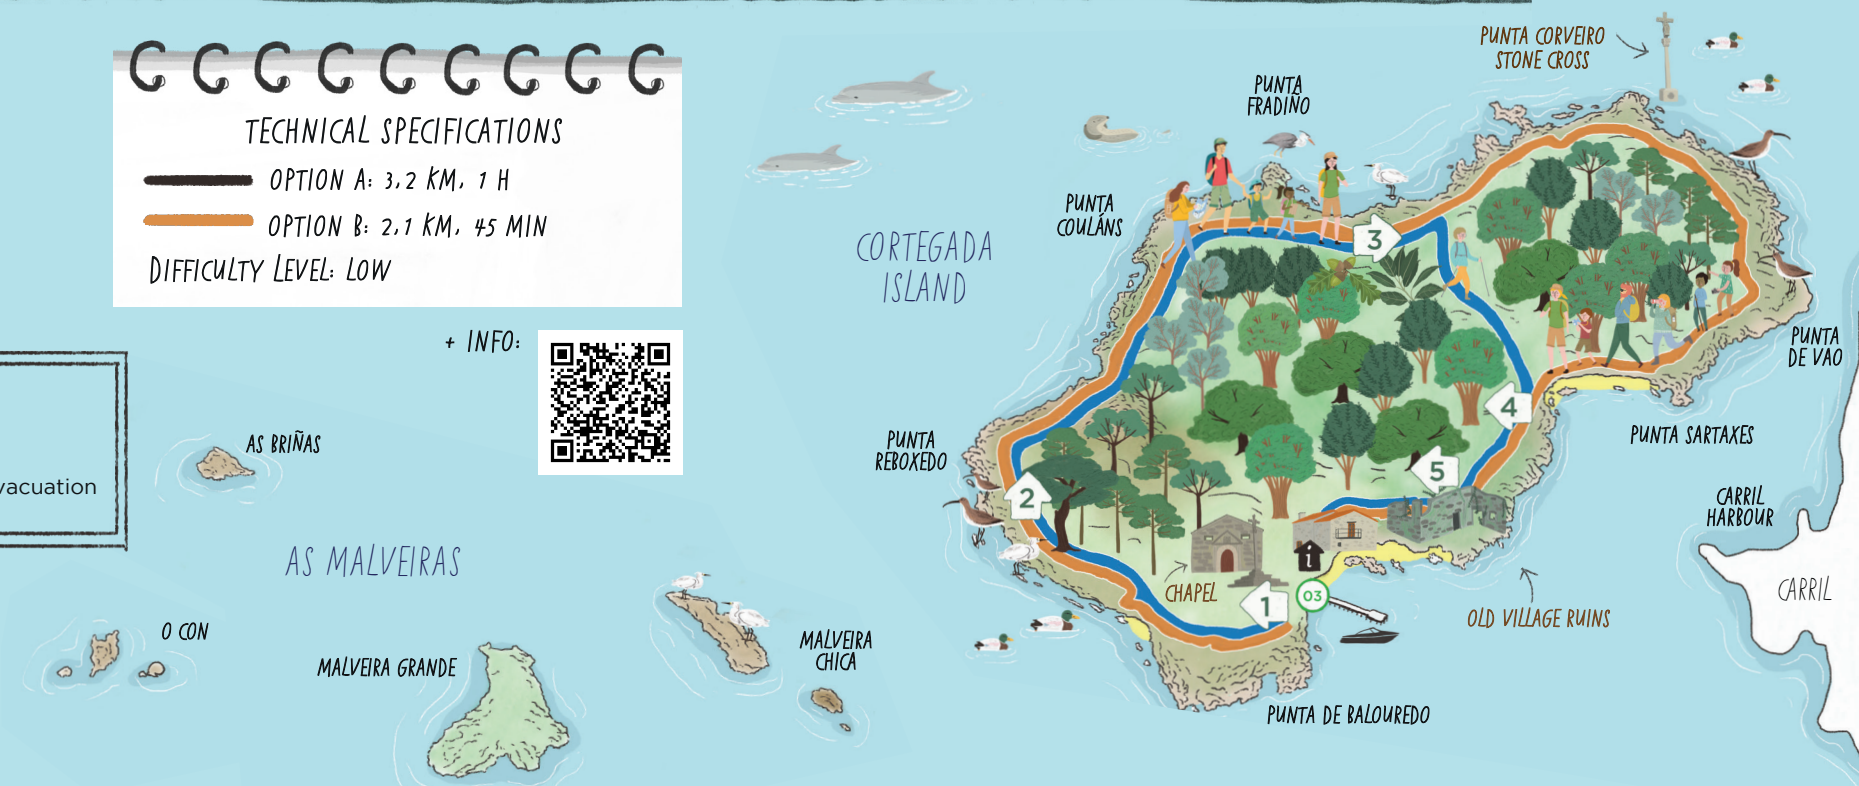 TECHNICAL SPECIFICATIONS
OPTION A: 3,2 KM, 1 H
OPTION B: 2,1 KM, 45 MIN
DIFFICULTY LEVEL: LOW
+ INFO:
vacuation
AS BRIÑAS
AS MALVEIRAS
O CON
MALVEIRA GRANDE
MALVEIRA
CHICA
CORTEGADA
ISLAND
PUNTA CORVEIRO
STONE CROSS
PUNTA
FRADIÑO
PUNTA
COULÁNS
PUNTA
REBOXEDO
PUNTA
DE VAO
PUNTA SARTAXES
CARRIL
HARBOUR
CARRIL
OLD VILLAGE RUINS
CHAPEL
PUNTA DE BALOUREDO
1
2
3
4
5
i
03